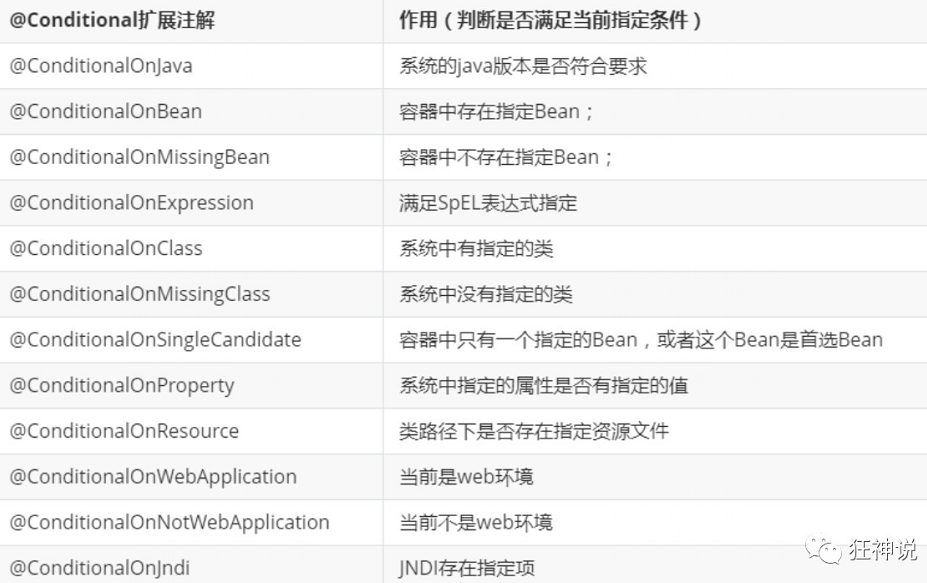 @Conditional扩展注解 作用（判断是否满足当前指定条件）
@ConditionalOnJava 系统的java版本是否符合要求
@ConditionalOnBean 容器中存在指定Bean；
@ConditionalOnMissingBean 容器中不存在指定Bean；
@ConditionalOnExpression 满足SpEL表达式指定
@ConditionalOnClass 系统中有指定的类
@ConditionalOnMissingClass 系统中没有指定的类
@ConditionalOnSingleCandidate 容器中只有一个指定的Bean，或者这个Bean是首选Bean
@ConditionalOnProperty 系统中指定的属性是否有指定的值
@ConditionalOnResource 类路径下是否存在指定资源文件
@ConditionalOnWebApplication 当前是web环境
@ConditionalOnNotWebApplication 当前不是web环境
@ConditionalOnJndi JNDI存在指定项
狂神说